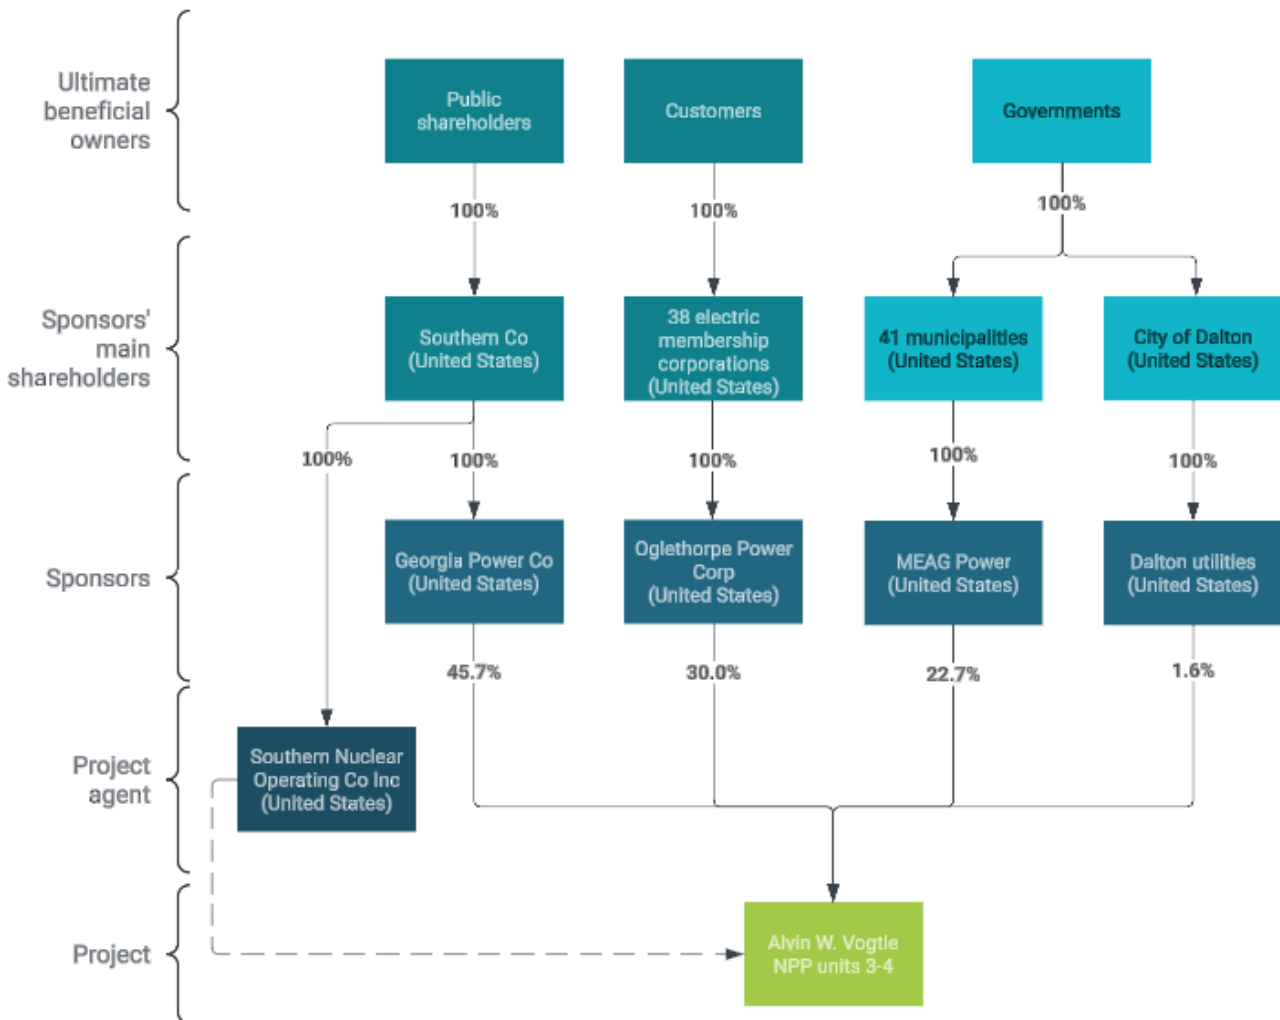 Ultimate
beneficial
owners
Public
shareholders
Customers
Governments
100%
100%
100%
Sponsors'
main
shareholders
Southern Co
(United States)
38 electric
membership
corporations
(United States)
41 municipalities
(United States)
City of Dalton
(United States)
100%
100%
100%
100%
100%
Sponsors
Georgia Power Co
(United States)
Oglethorpe Power
Corp
(United States)
MEAG Power
(United States)
Dalton utilities
(United States)
45.7%
30.0%
22.7%
1.6%
Project
agent
Southern Nuclear
Operating Co Inc
(United States)
Project
Alvin W. Vogtle
NPP units 3-4